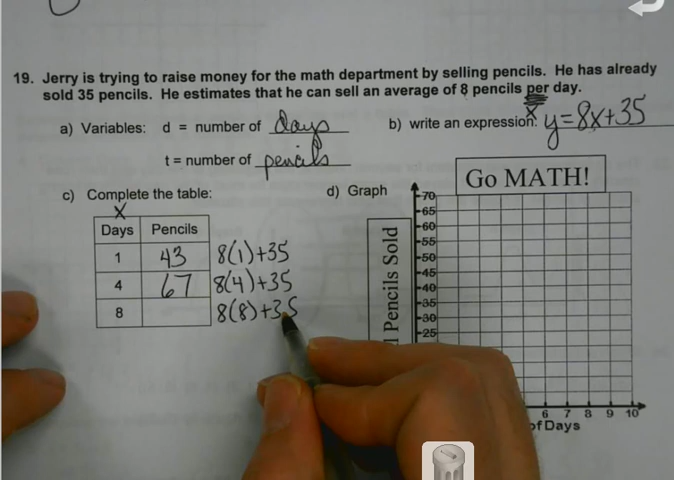 19. Jerry is trying to raise money for the math department by selling pencils. He has already
sold 35 pencils. He estimates that he can sell an average of 8 pencils per day.
x
a) Variables: d = number of days
b) write an expression: y=8x+35
t = number of pencils
c) Complete the table:
x
Days Pencils
1 43 8(1)+35
4 67 8(4)+35
8 8(8)+35
d) Graph
Go MATH!
Pencils Sold
70
65
60
55
50
45
40
35
30
25
6 7 8 9 10
of Days